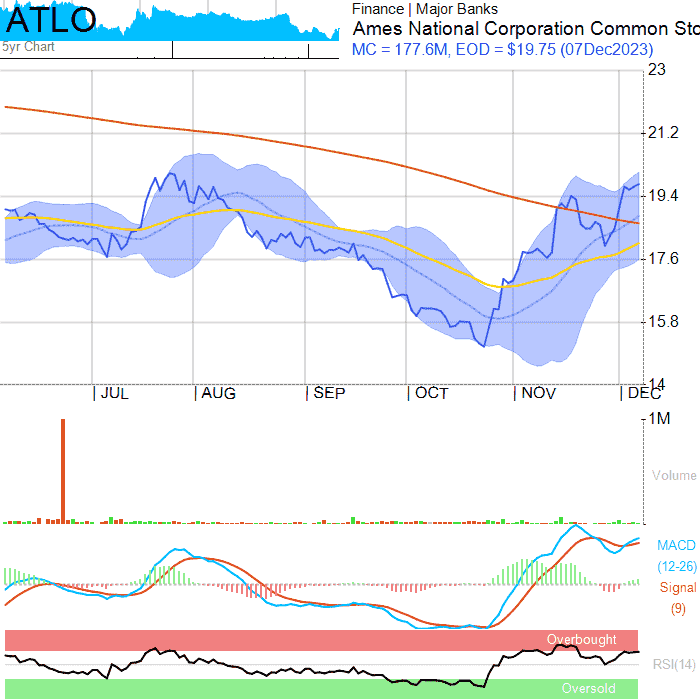 ATLO
5yr Chart
Finance | Major Banks
Ames National Corporation Common Sto
MC = 177.6M, EOD = $19.75 (07Dec2023)
23
21.2
19.4
17.6
15.8
14
JUL AUG SEP OCT NOV DEC
1M
Volume
MACD
(12-26)
Signal
(9)
Overbought
RSI(14)
Oversold